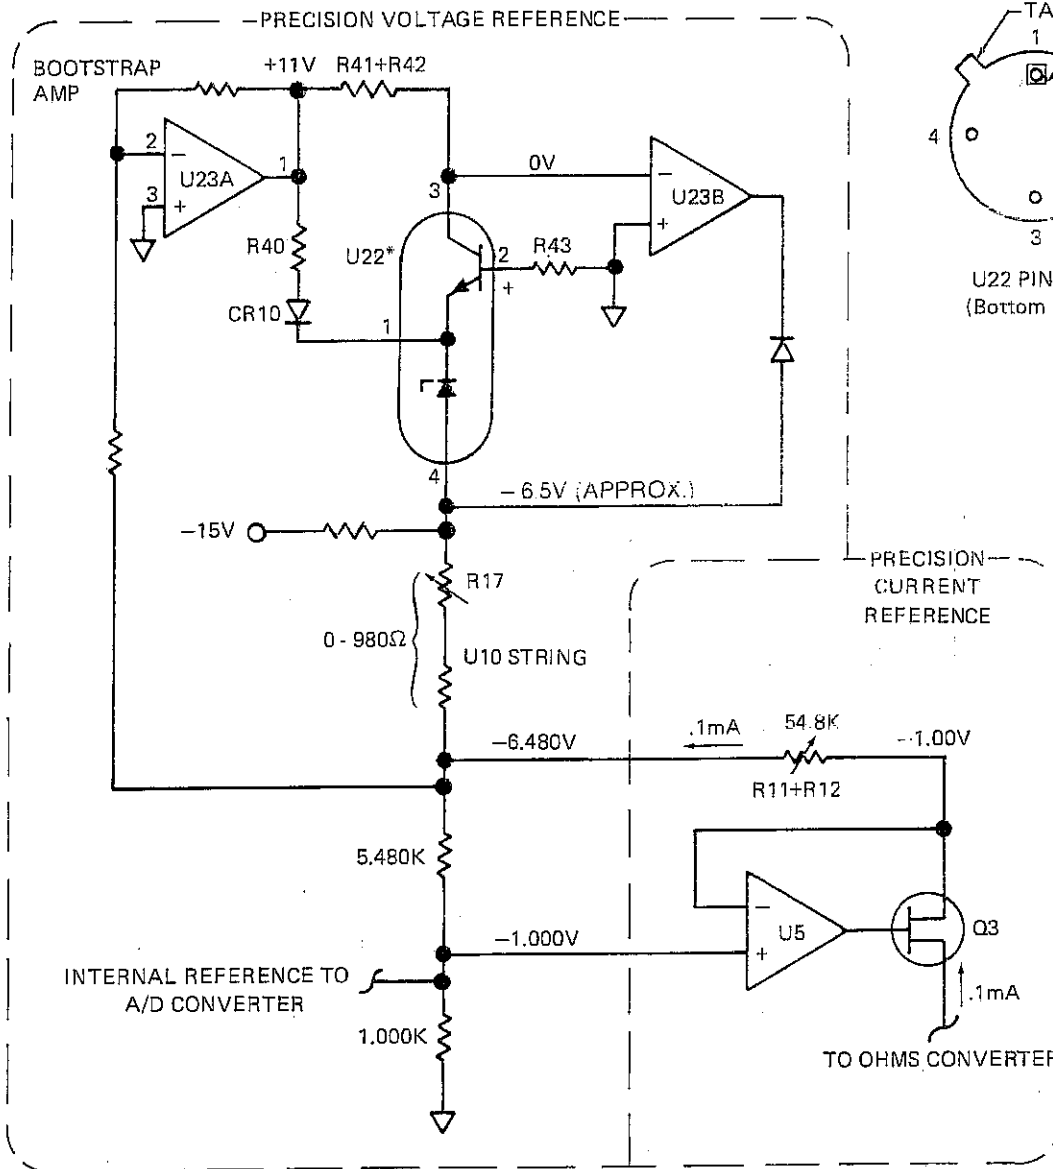 PRECISION VOLTAGE REFERENCE
BOOTSTRAP
AMP
+11V
R41+R42
2
−
U23A
1
3
+
R40
CR10
3
U22*
2
+
R43
1
4
0V
−
U23B
+
TA
1
4
3
U22 PIN
(Bottom
−6.5V (APPROX.)
−15V
R17
0 - 980Ω
U10 STRING
PRECISION
CURRENT
REFERENCE
−6.480V
.1mA
54.8K
−1.00V
R11+R12
5.480K
−
U5
+
Q3
−1.000V
INTERNAL REFERENCE TO
A/D CONVERTER
.1mA
1.000K
TO OHMS CONVERTER